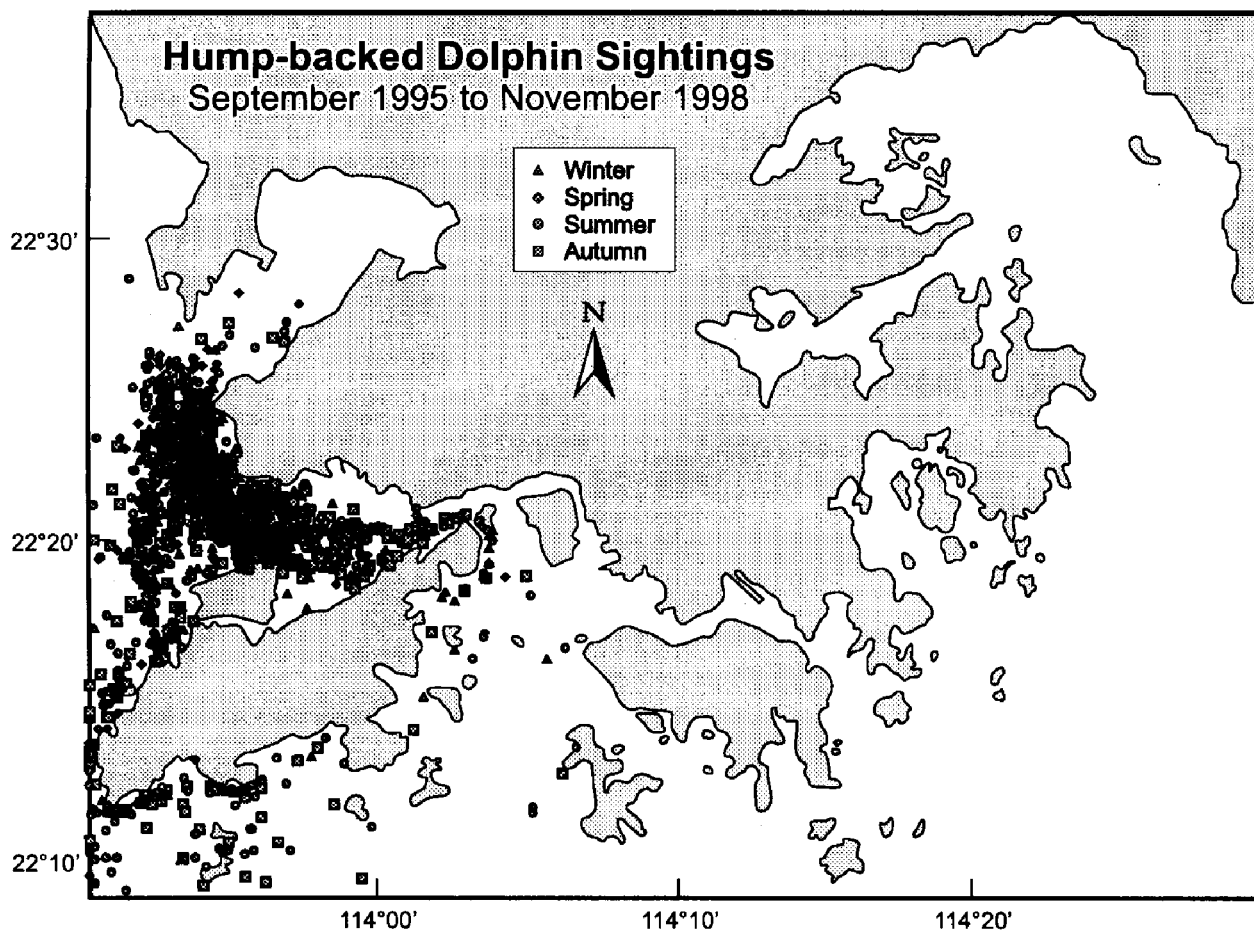 Hump-backed Dolphin Sightings
September 1995 to November 1998
Winter
Spring
Summer
Autumn
N
22°30'
22°20'
22°10'
114°00'
114°10'
114°20'